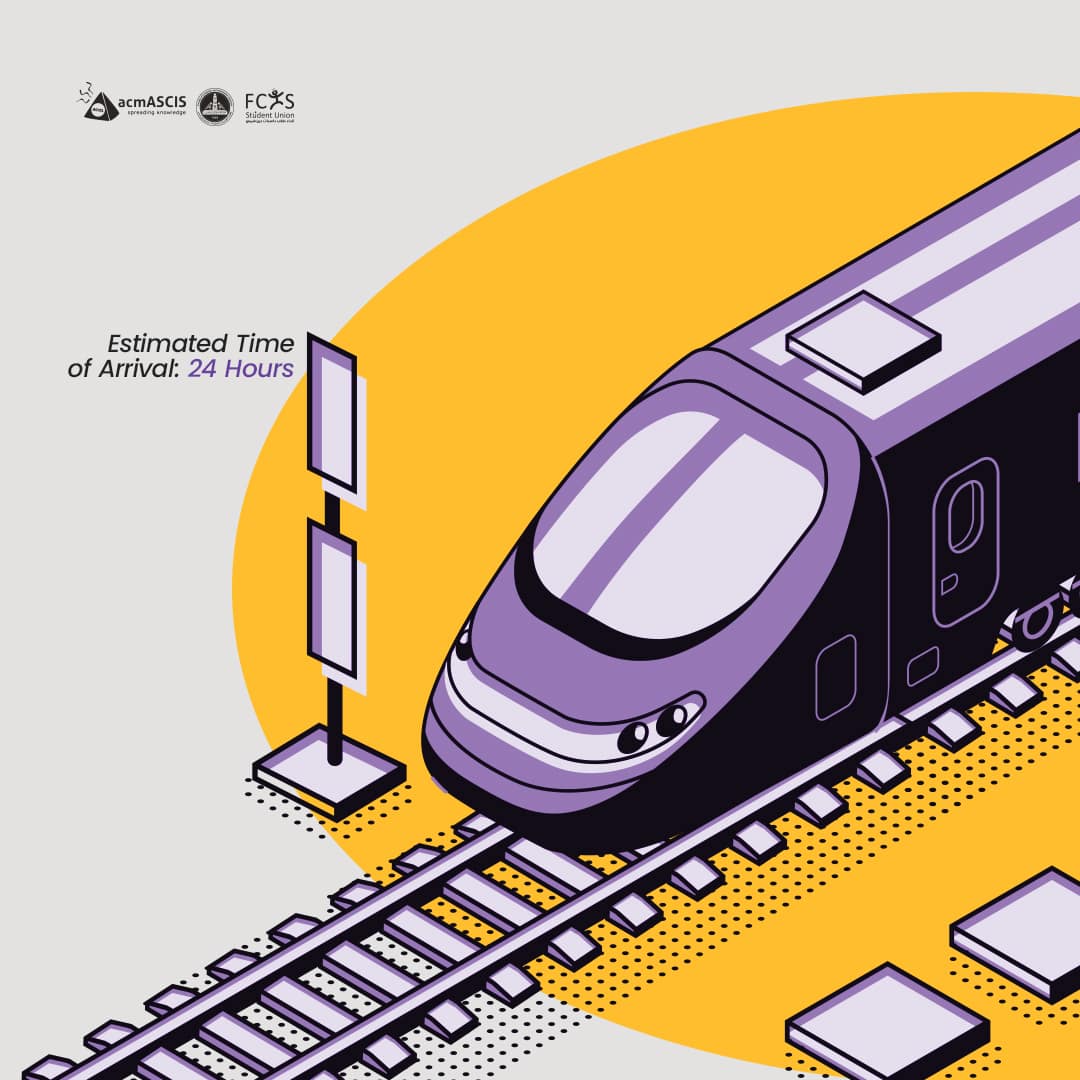 acmASCIS
spreading knowledge
FCIS
Student Union
Estimated Time
of Arrival: 24 Hours